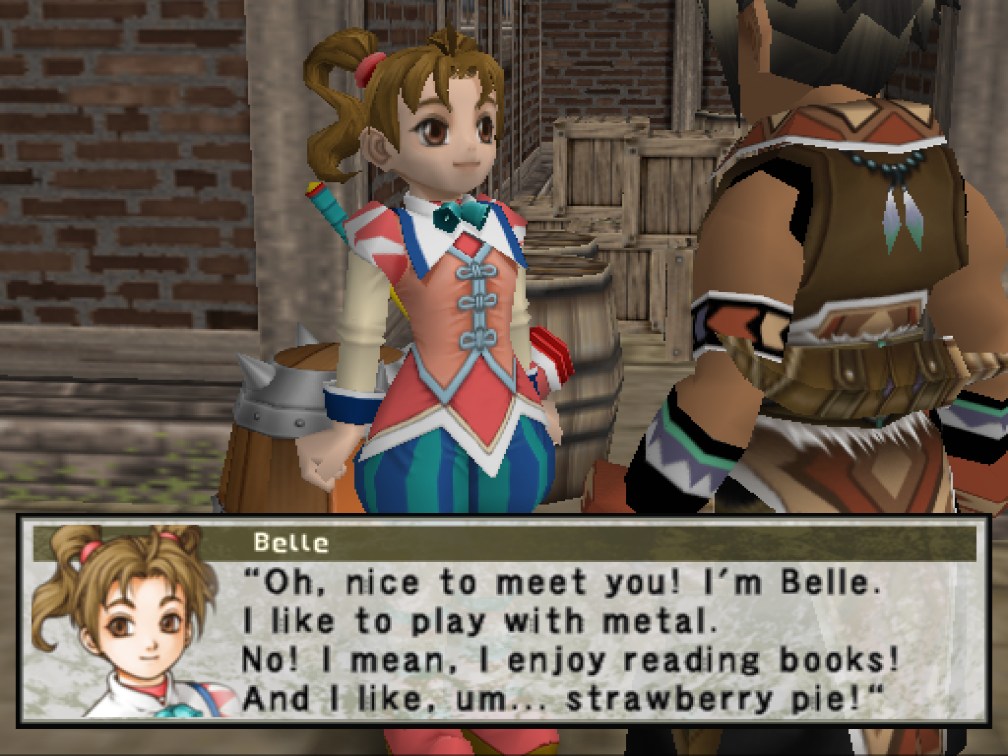 Belle
“Oh, nice to meet you! I'm Belle.
I like to play with metal.
No! I mean, I enjoy reading books!
And I like, um... strawberry pie!“